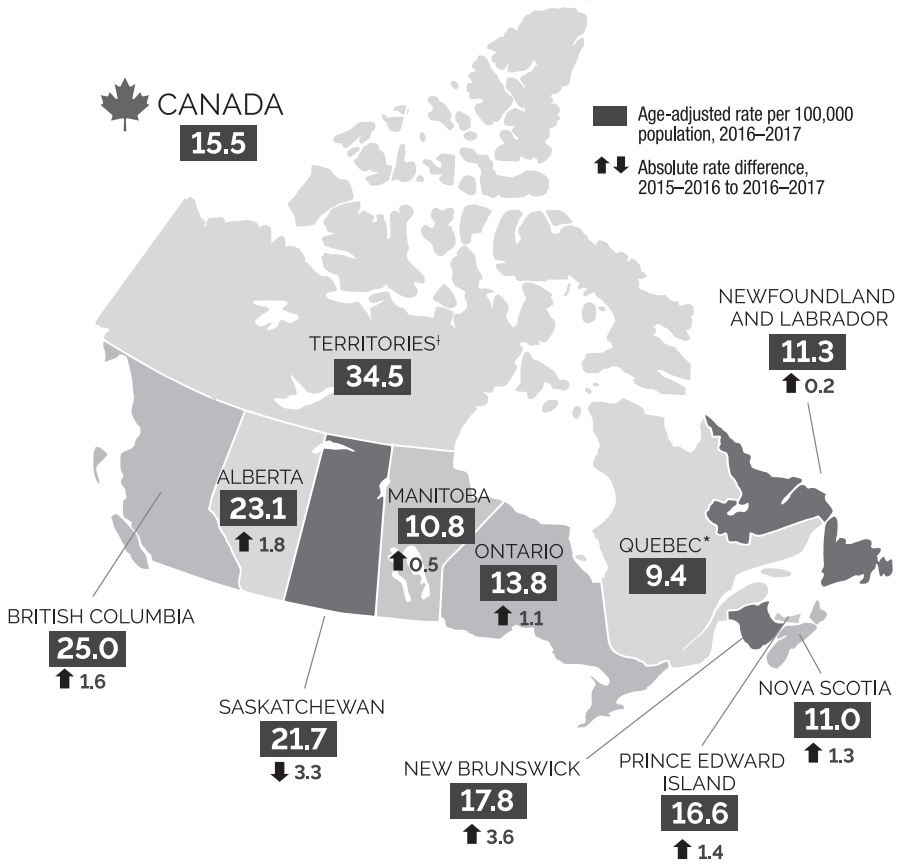 CANADA
15.5
Age-adjusted rate per 100,000
population, 2016–2017
Absolute rate difference,
2015–2016 to 2016–2017
NEWFOUNDLAND
AND LABRADOR
11.3
0.2
TERRITORIES†
34.5
ALBERTA
23.1
1.8
MANITOBA
10.8
0.5
ONTARIO
13.8
1.1
QUEBEC*
9.4
BRITISH COLUMBIA
25.0
1.6
SASKATCHEWAN
21.7
3.3
NEW BRUNSWICK
17.8
3.6
PRINCE EDWARD
ISLAND
16.6
1.4
NOVA SCOTIA
11.0
1.3